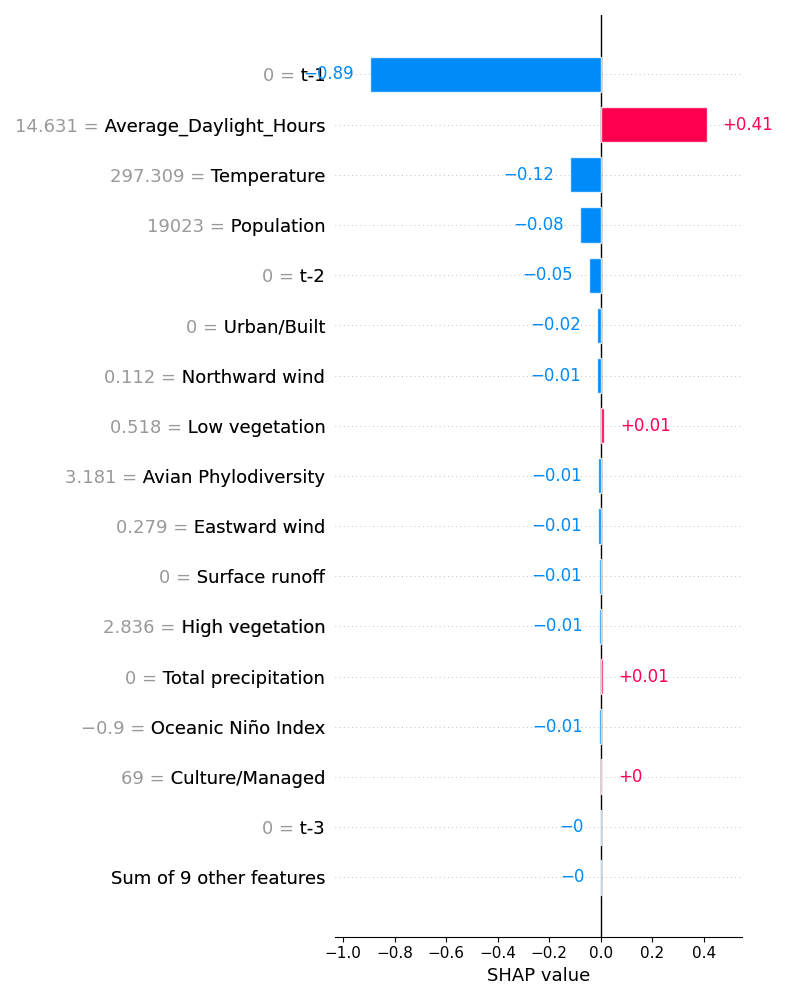 0 = t-1 −0.89
14.631 = Average_Daylight_Hours +0.41
297.309 = Temperature −0.12
19023 = Population −0.08
0 = t-2 −0.05
0 = Urban/Built −0.02
0.112 = Northward wind −0.01
0.518 = Low vegetation +0.01
3.181 = Avian Phylodiversity −0.01
0.279 = Eastward wind −0.01
0 = Surface runoff −0.01
2.836 = High vegetation −0.01
0 = Total precipitation +0.01
−0.9 = Oceanic Niño Index −0.01
69 = Culture/Managed +0
0 = t-3 −0
Sum of 9 other features −0
−1.0 −0.8 −0.6 −0.4 −0.2 0.0 0.2 0.4
SHAP value